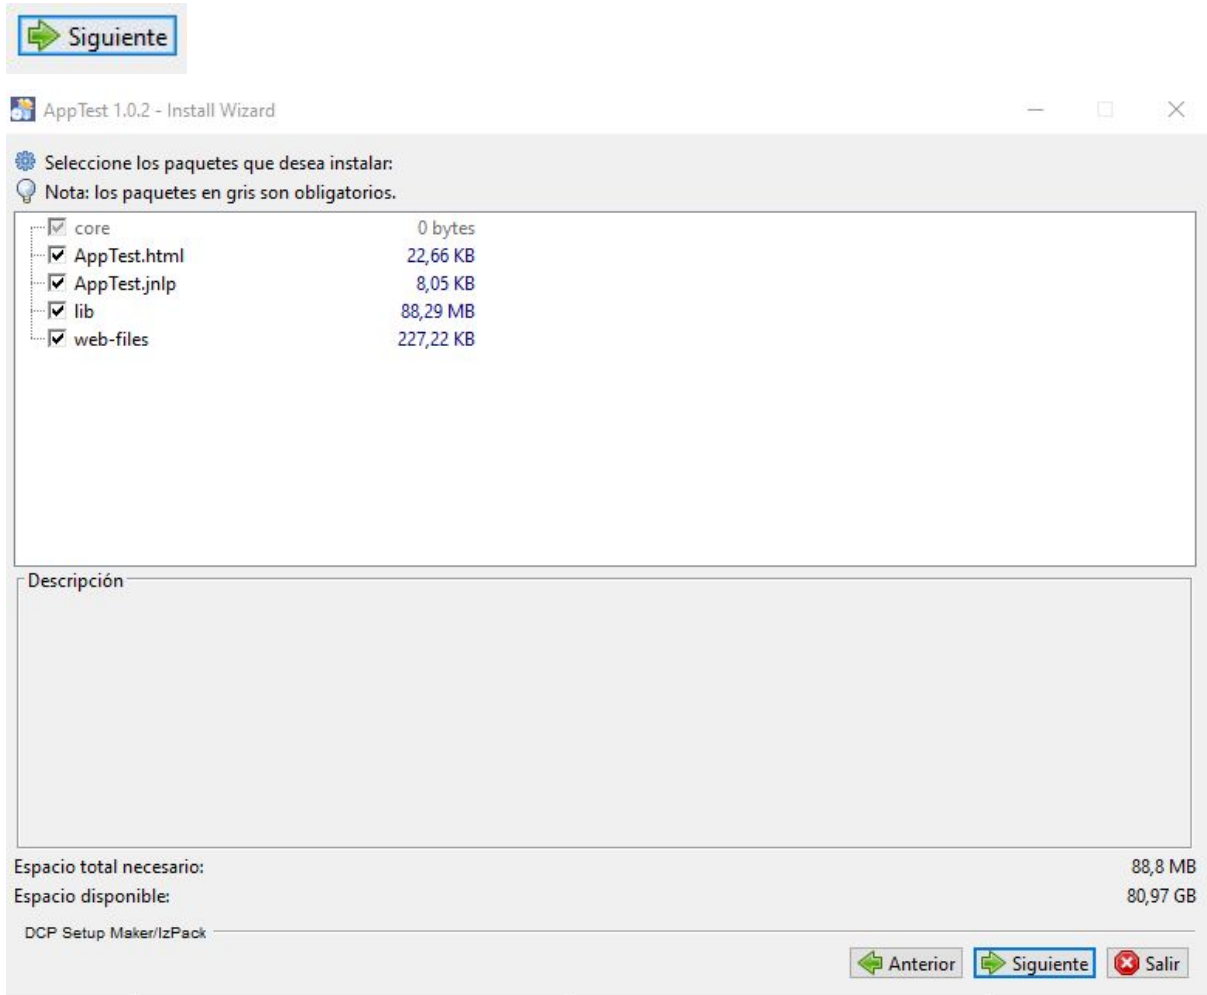 Siguiente
AppTest 1.0.2 - Install Wizard
Seleccione los paquetes que desea instalar:
Nota: los paquetes en gris son obligatorios.
core 0 bytes
AppTest.html 22,66 KB
AppTest.jnlp 8,05 KB
lib 88,29 MB
web-files 227,22 KB
Descripción
Espacio total necesario: 88,8 MB
Espacio disponible: 80,97 GB
DCP Setup Maker/IzPack
Anterior Siguiente Salir